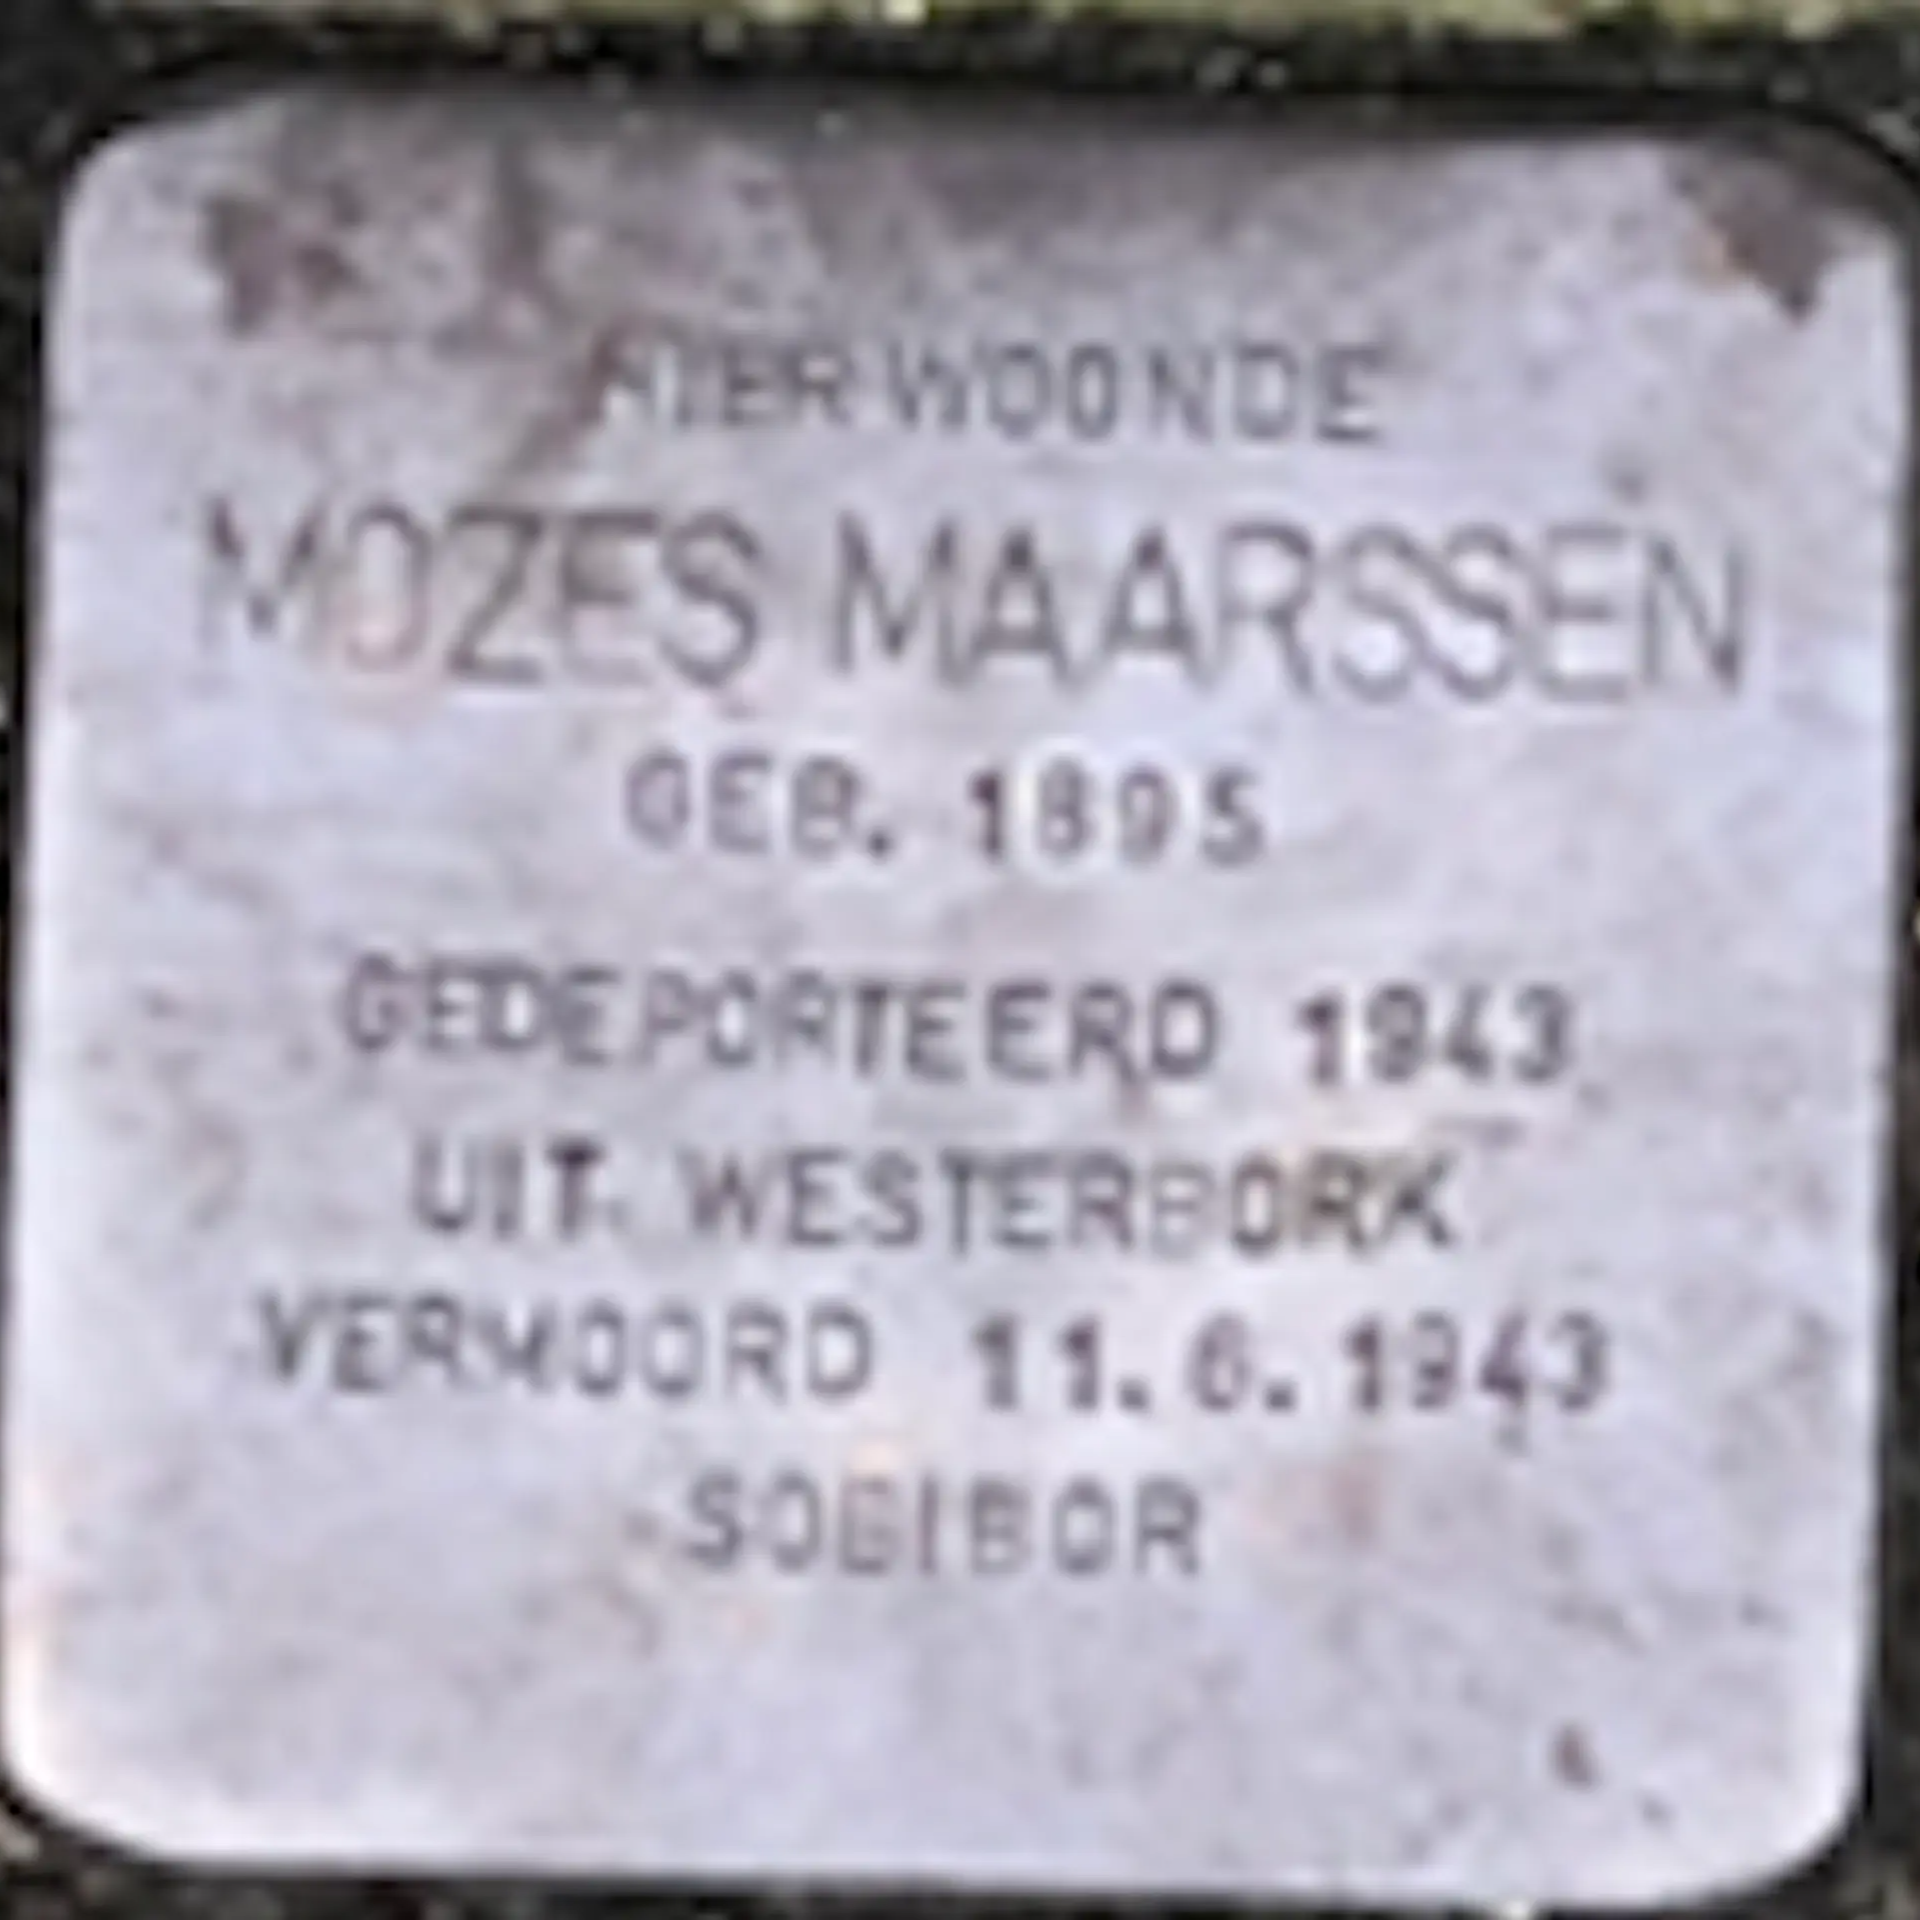 HIER WOONDE
MOZES MAARSSEN
GEB. 1895
GEDEPORTEERD 1943
UIT WESTERBORK
VERMOORD 11.6.1943
SOBIBOR